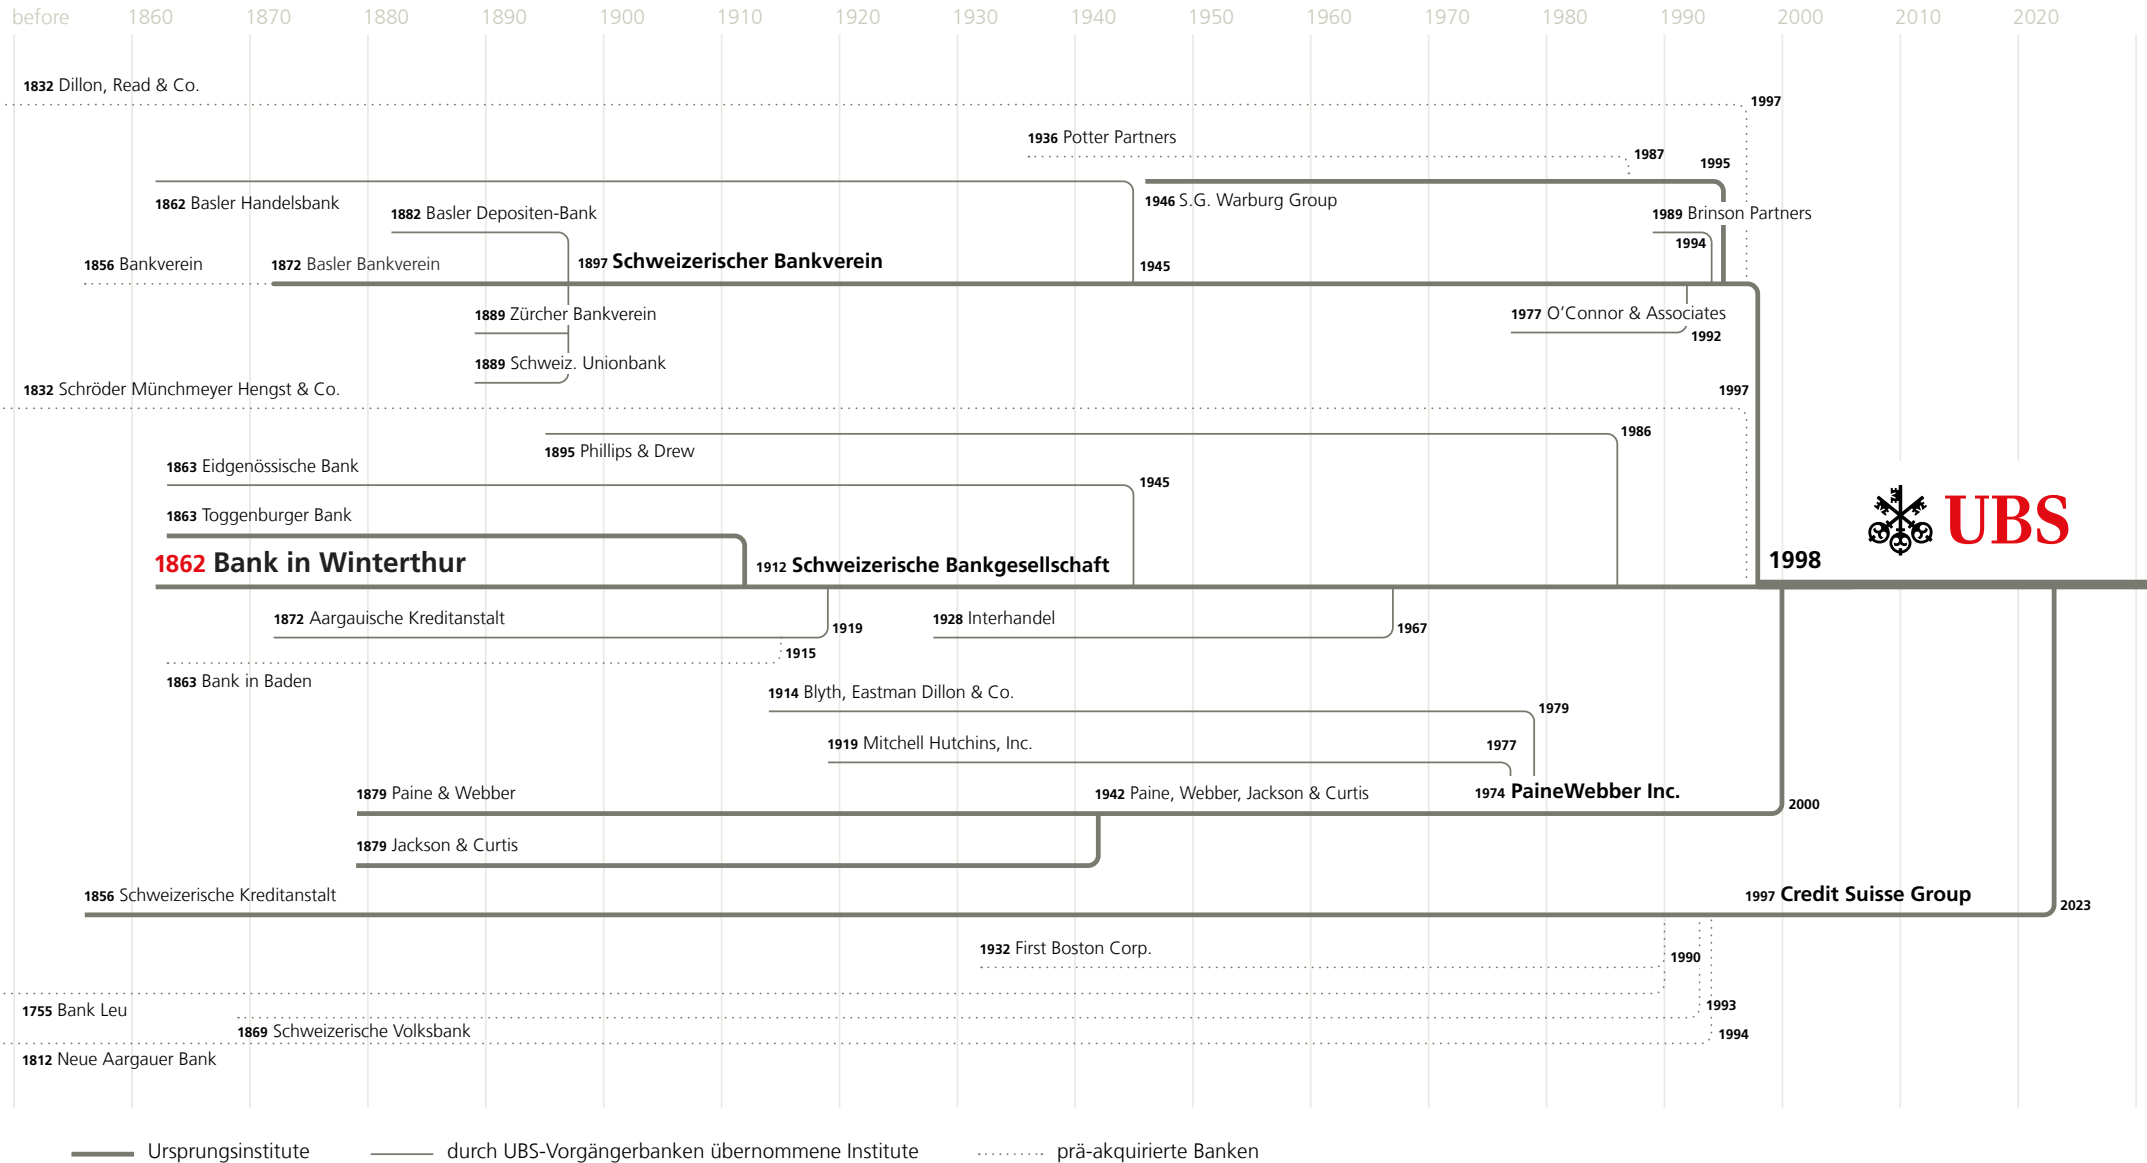 before 1860 1870 1880 1890 1900 1910 1920 1930 1940 1950 1960 1970 1980 1990 2000 2010 2020
1832 Dillon, Read & Co.
1997
1936 Potter Partners
1987
1995
1862 Basler Handelsbank
1946 S.G. Warburg Group
1882 Basler Depositen-Bank
1989 Brinson Partners
1994
1856 Bankverein
1872 Basler Bankverein
1897 Schweizerischer Bankverein
1945
1889 Zürcher Bankverein
1977 O’Connor & Associates
1992
1889 Schweiz. Unionbank
1832 Schröder Münchmeyer Hengst & Co.
1997
1986
1895 Phillips & Drew
1863 Eidgenössische Bank
1945
1863 Toggenburger Bank
UBS
1862 Bank in Winterthur
1912 Schweizerische Bankgesellschaft
1998
1872 Aargauische Kreditanstalt
1919
1928 Interhandel
1967
1915
1863 Bank in Baden
1914 Blyth, Eastman Dillon & Co.
1979
1919 Mitchell Hutchins, Inc.
1977
1879 Paine & Webber
1942 Paine, Webber, Jackson & Curtis
1974 PaineWebber Inc.
2000
1879 Jackson & Curtis
1856 Schweizerische Kreditanstalt
1997 Credit Suisse Group
2023
1932 First Boston Corp.
1990
1755 Bank Leu
1993
1869 Schweizerische Volksbank
1994
1812 Neue Aargauer Bank
Ursprungsinstitute
durch UBS-Vorgängerbanken übernommene Institute
prä-akquirierte Banken